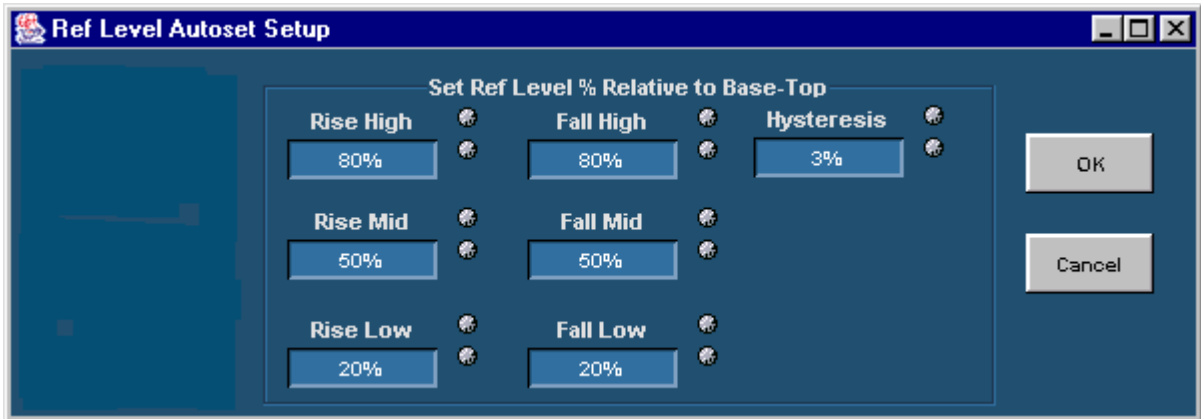 Ref Level Autoset Setup
Set Ref Level % Relative to Base-Top
Rise High Fall High Hysteresis
80% 80% 3%
OK
Rise Mid Fall Mid
50% 50%
Cancel
Rise Low Fall Low
20% 20%